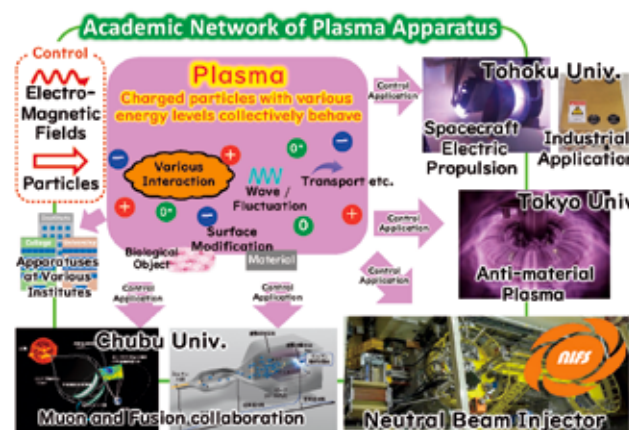 Academic Network of Plasma Apparatus
Control
Electro-
Magnetic
Fields
Particles
Plasma
Charged particles with various
energy levels collectively behave
Various
Interaction
Wave /
Fluctuation
Transport etc.
Surface
Modification
Biological
Object
Material
Control
Application
Tohoku Univ.
Spacecraft
Electric
Propulsion
Industrial
Application
Control
Application
Tokyo Univ
Anti-material
Plasma
Control
Application
Institute
College
University
Apparatuses
at Various
Institutes
Control
Application
Control
Application
Chubu Univ.
Muon and Fusion collaboration
NIFS
Neutral Beam Injector